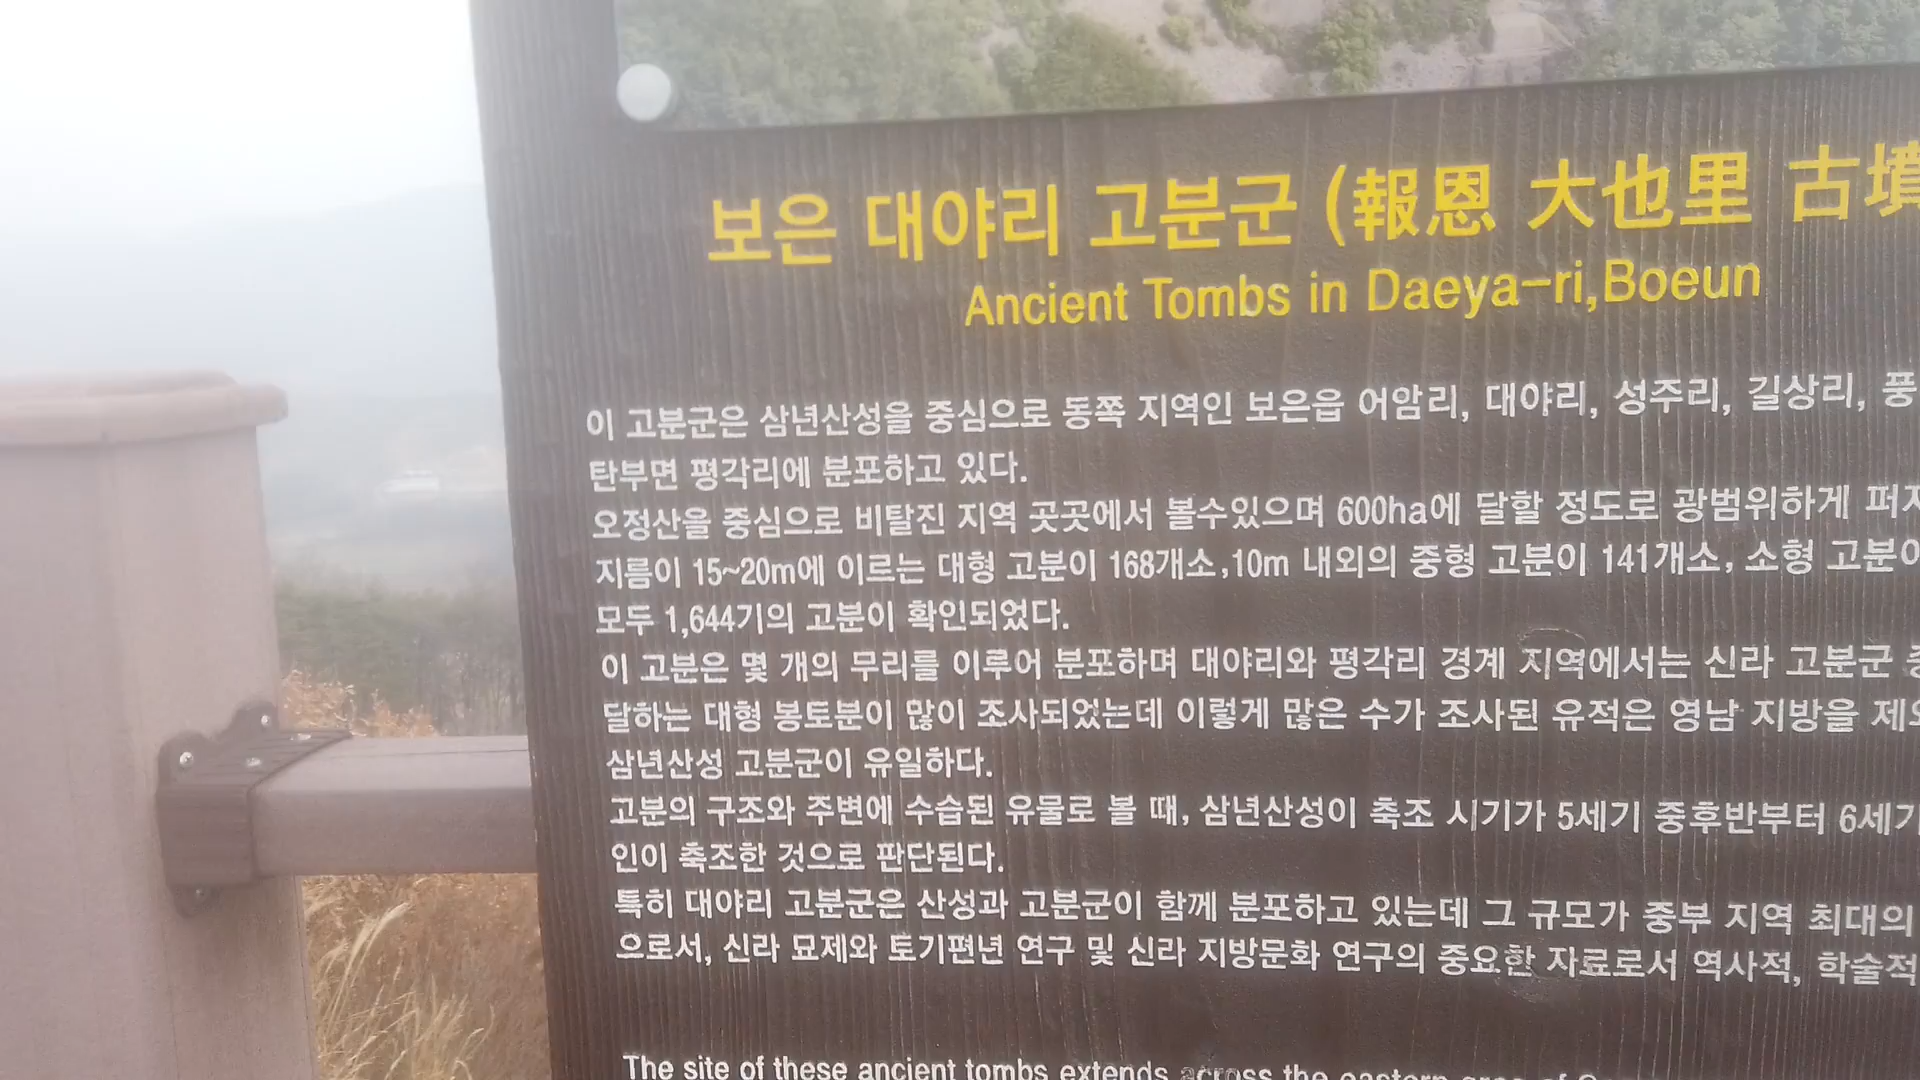 보은 대야리 고분군 (報恩 大也里 古墳
Ancient Tombs in Daeya-ri,Boeun
이 고분군은 삼년산성을 중심으로 동쪽 지역인 보은읍 어암리, 대야리, 성주리, 길상리, 풍
탄부면 평각리에 분포하고 있다.
오정산을 중심으로 비탈진 지역 곳곳에서 볼수있으며 600ha에 달할 정도로 광범위하게 퍼져
지름이 15~20m에 이르는 대형 고분이 168개소,10m 내외의 중형 고분이 141개소, 소형 고분이
모두 1,644기의 고분이 확인되었다.
이 고분은 몇 개의 무리를 이루어 분포하며 대야리와 평각리 경계 지역에서는 신라 고분군
달하는 대형 봉토분이 많이 조사되었는데 이렇게 많은 수가 조사된 유적은 영남 지방을
삼년산성 고분군이 유일하다.
고분의 구조와 주변에 수습된 유물로 볼 때, 삼년산성이 축조 시기가 5세기 중후반부터 6세기
인이 축조한 것으로 판단된다.
특히 대야리 고분군은 산성과 고분군이 함께 분포하고 있는데 그 규모가 중부 지역 최대의
으로서, 신라 묘제와 토기편년 연구 및 신라 지방문화 연구의 중요한 자료로서 역사적, 학술적
The site of these ancient tombs extends across the eastern area of